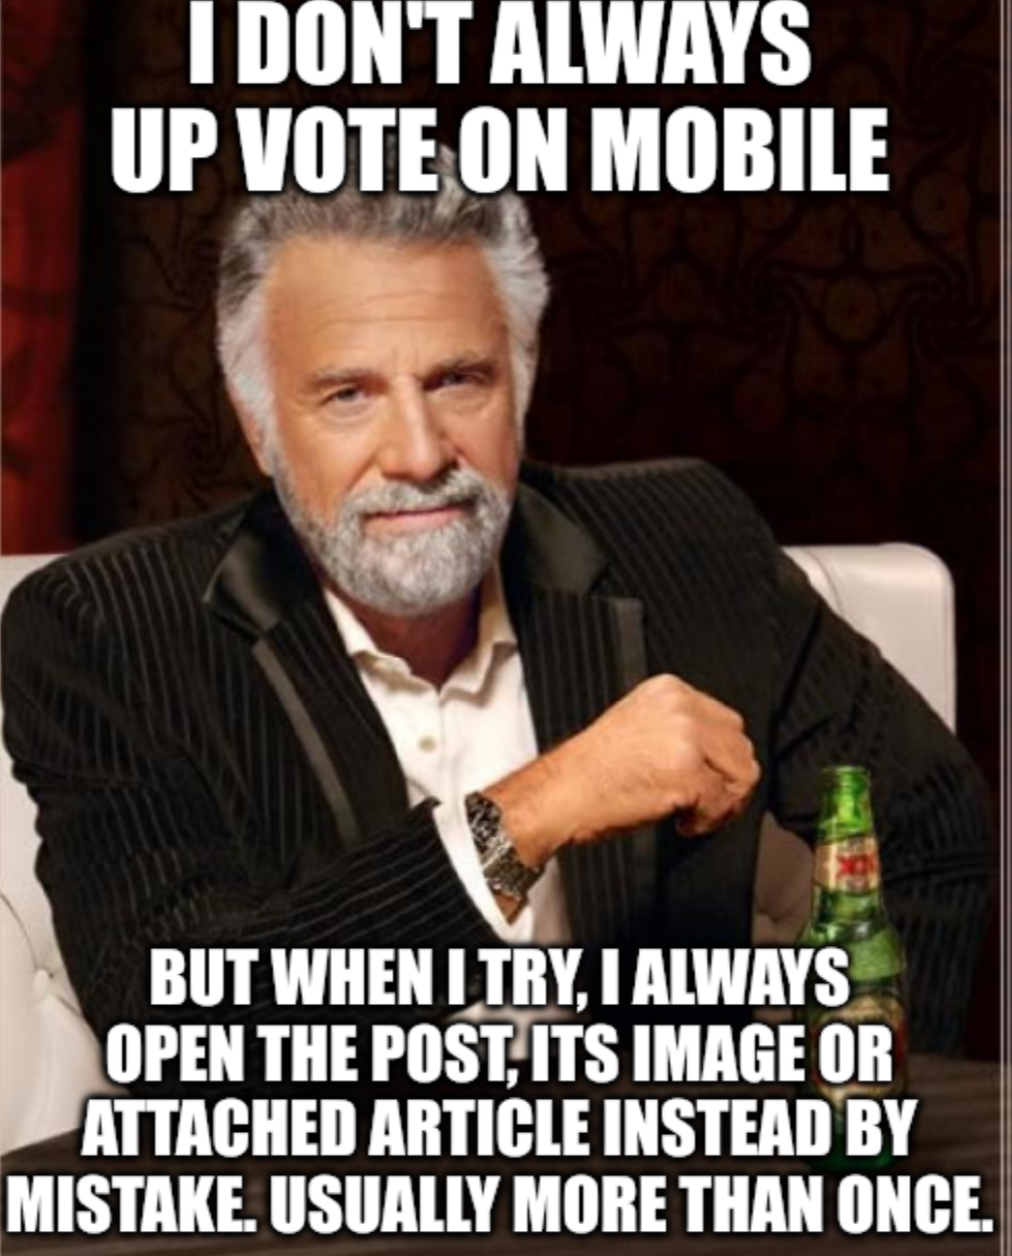 I DON'T ALWAYS
UP VOTE ON MOBILE
XX
BUT WHEN I TRY, I ALWAYS
OPEN THE POST, ITS IMAGE OR
ATTACHED ARTICLE INSTEAD BY
MISTAKE. USUALLY MORE THAN ONCE.